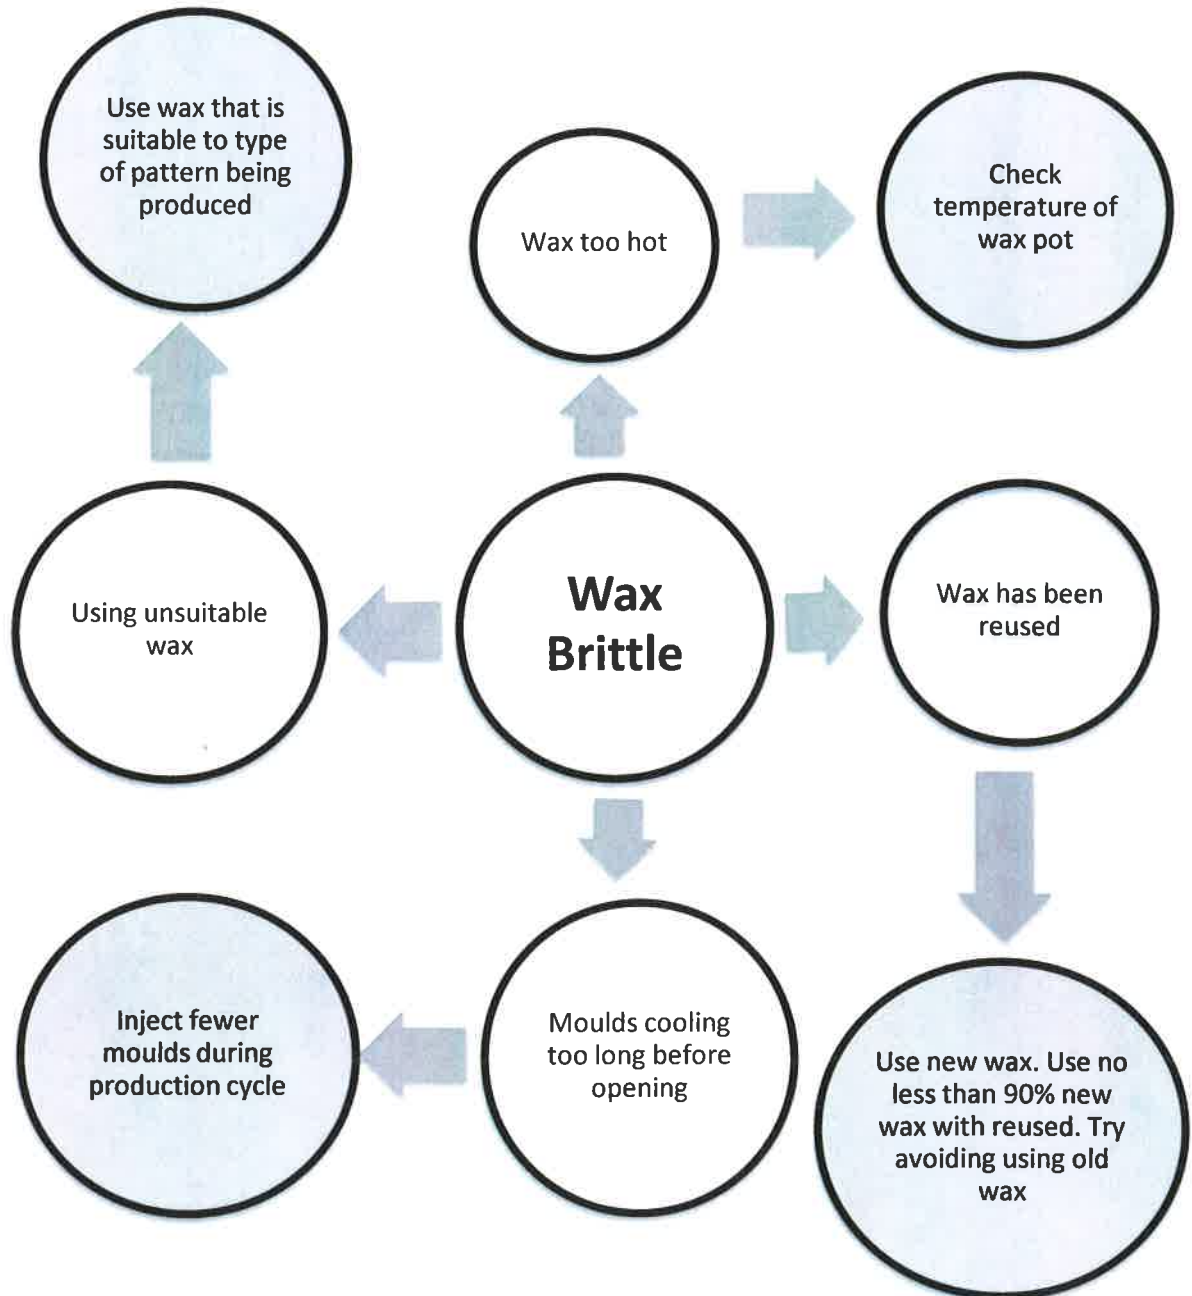 Use wax that is
suitable to type
of pattern being
produced
Wax too hot
Check
temperature of
wax pot
Using unsuitable
wax
Wax
Brittle
Wax has been
reused
Inject fewer
moulds during
production cycle
Moulds cooling
too long before
opening
Use new wax. Use no
less than 90% new
wax with reused. Try
avoiding using old
wax